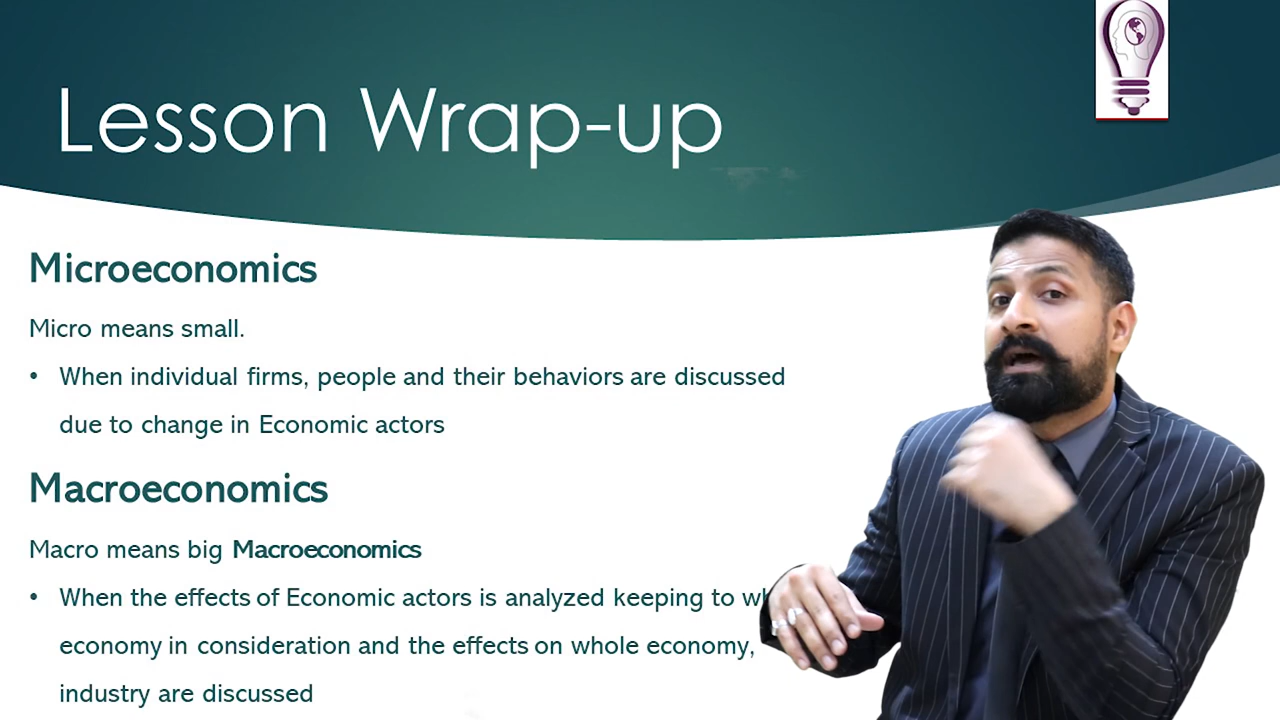 Lesson Wrap-up
Microeconomics
Micro means small.
• When individual firms, people and their behaviors are discussed
due to change in Economic actors
Macroeconomics
Macro means big Macroeconomics
• When the effects of Economic actors is analyzed keeping to
economy in consideration and the effects on whole economy,
industry are discussed